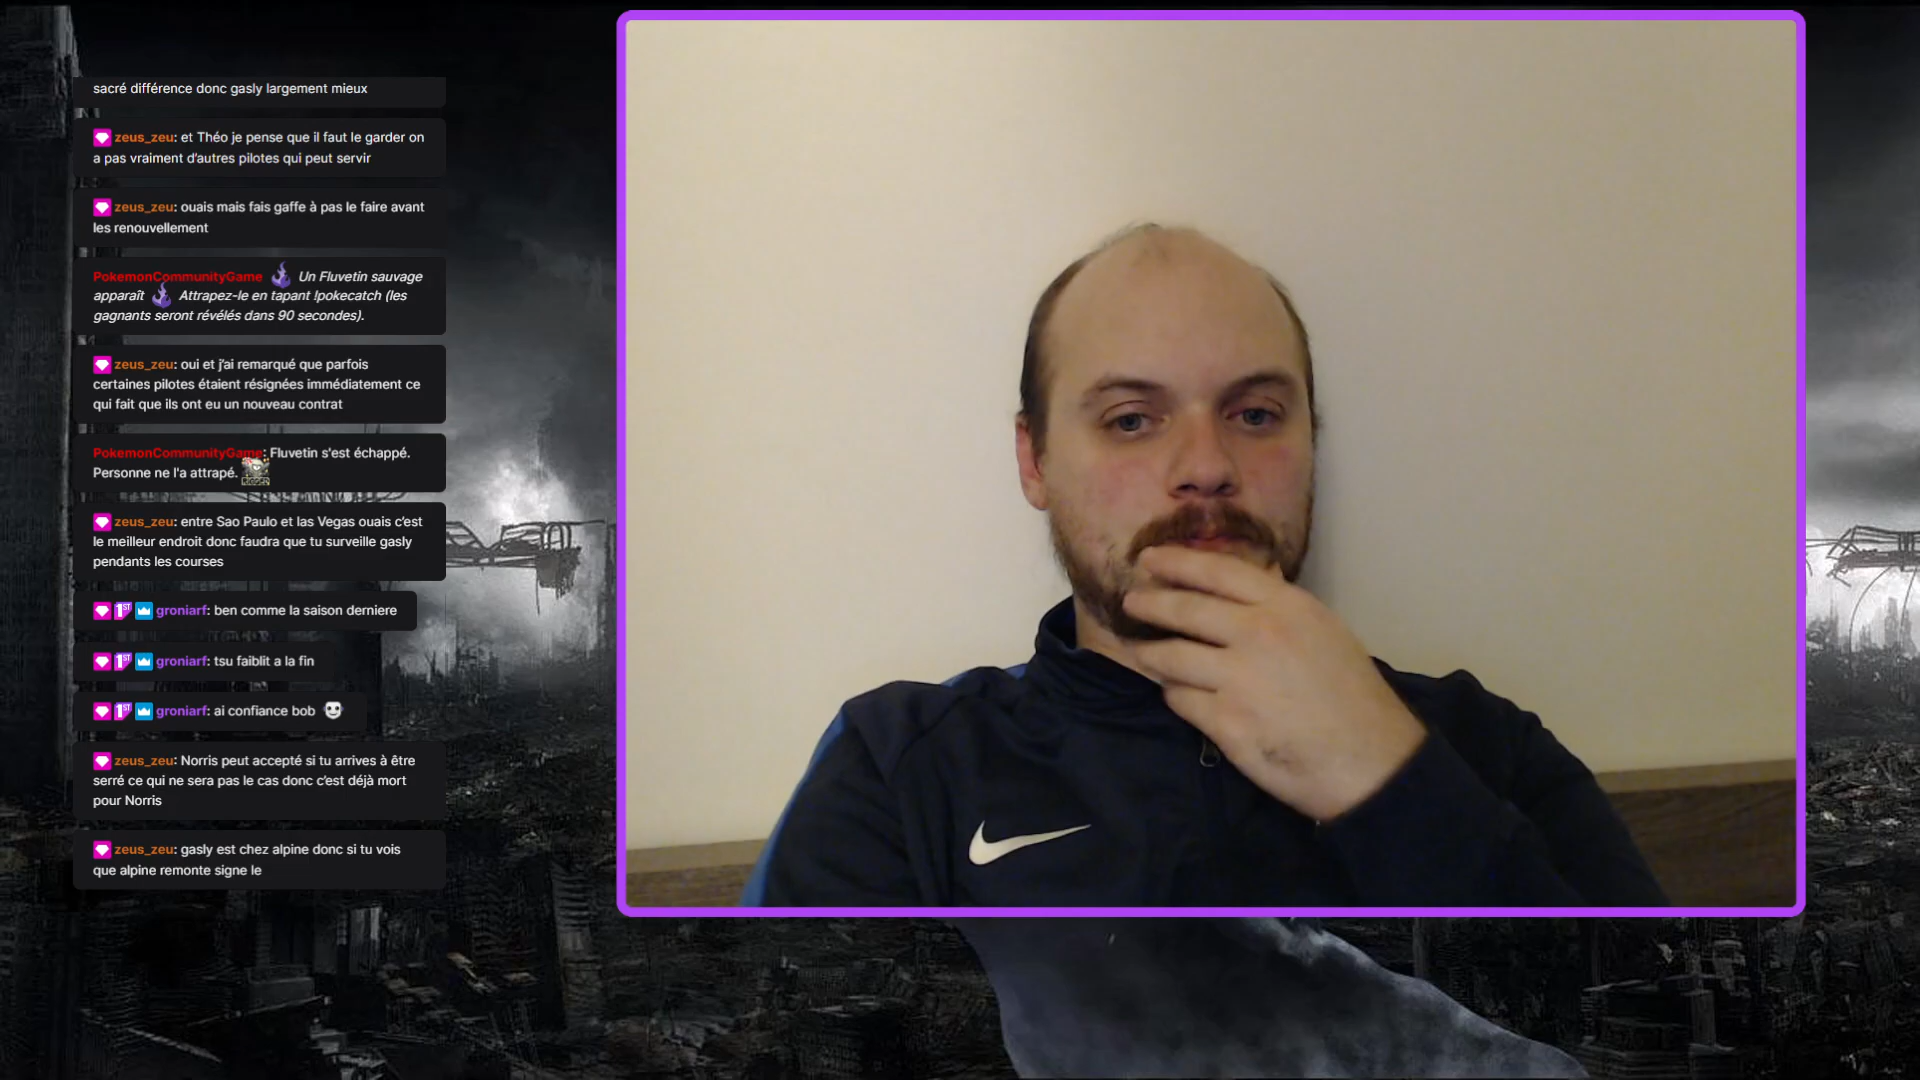 sacré différence donc gasly largement mieux
zeus_zeu: et Théo je pense que il faut le garder on
a pas vraiment d'autres pilotes qui peut servir
zeus_zeu: ouais mais fais gaffe à pas le faire avant
les renouvellement
PokemonCommunityGame Un Fluvetin sauvage
apparaît Attrapez-le en tapant !pokecatch (les
gagnants seront révélés dans 90 secondes).
zeus_zeu: oui et j'ai remarqué que parfois
certaines pilotes étaient résignées immédiatement ce
qui fait que ils ont eu un nouveau contrat
PokemonCommunityGame: Fluvetin s'est échappé.
Personne ne l'a attrapé.
zeus_zeu: entre Sao Paulo et las Vegas ouais c'est
le meilleur endroit donc faudra que tu surveille gasly
pendants les courses
1ST groniarf: ben comme la saison derniere
1ST groniarf: tsu faiblit a la fin
1ST groniarf: ai confiance bob
zeus_zeu: Norris peut accepté si tu arrives à être
serré ce qui ne sera pas le cas donc c'est déjà mort
pour Norris
zeus_zeu: gasly est chez alpine donc si tu vois
que alpine remonte signe le